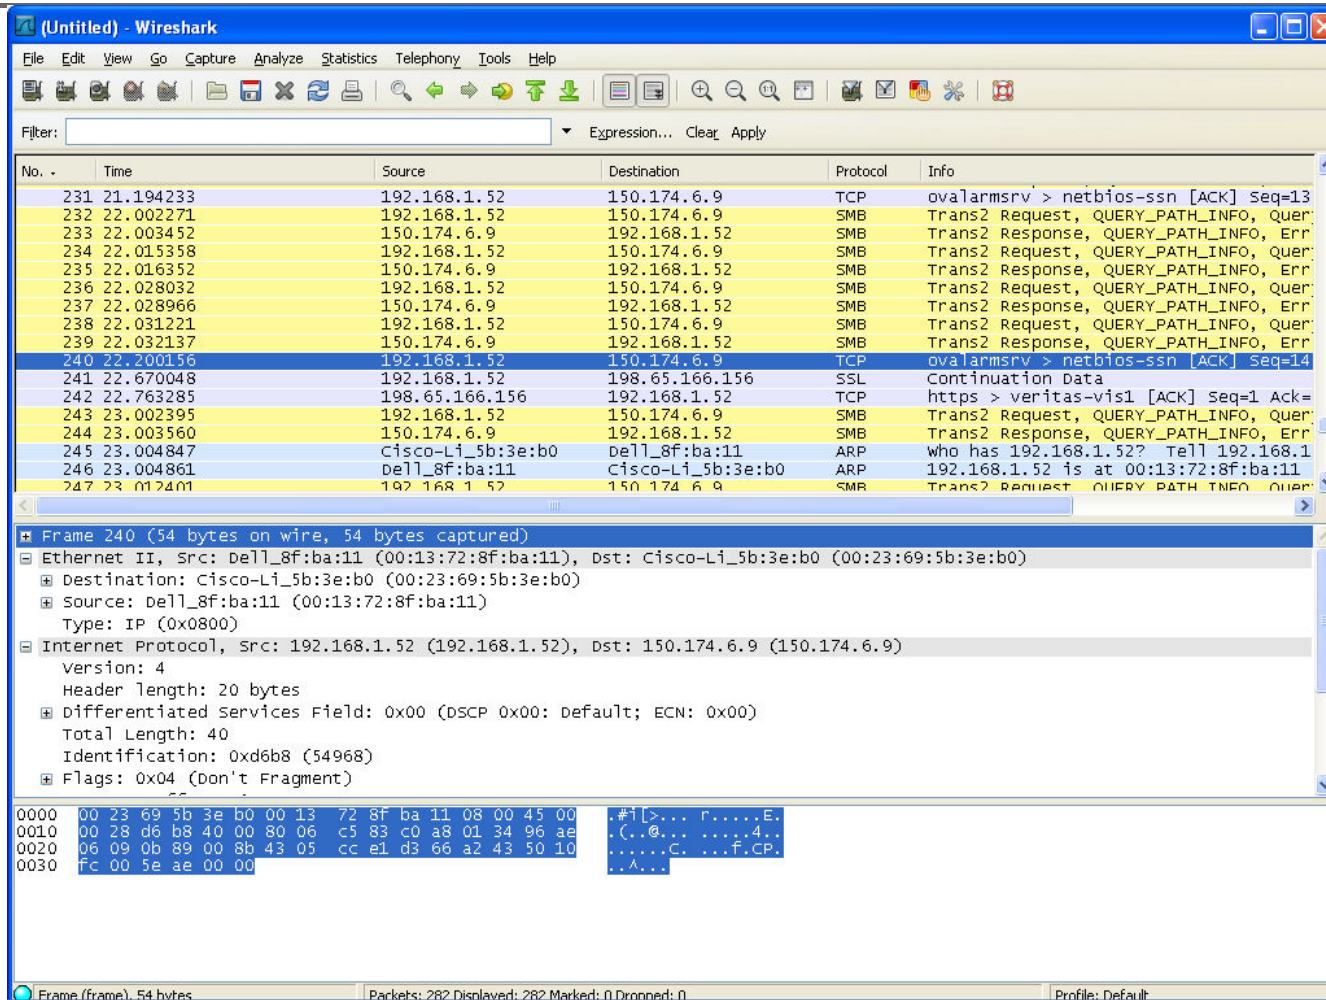 (Untitled) - Wireshark
File Edit View Go Capture Analyze Statistics Telephony Tools Help
Filter: Expression... Clear Apply
No. Time Source Destination Protocol Info
231 21.194233 192.168.1.52 150.174.6.9 TCP ovalarmsrv > netbios-ssn [ACK] Seq=13
232 22.002271 192.168.1.52 150.174.6.9 SMB Trans2 Request, QUERY_PATH_INFO, Quer
233 22.003452 150.174.6.9 192.168.1.52 SMB Trans2 Response, QUERY_PATH_INFO, Err
234 22.015358 192.168.1.52 150.174.6.9 SMB Trans2 Request, QUERY_PATH_INFO, Quer
235 22.016352 150.174.6.9 192.168.1.52 SMB Trans2 Response, QUERY_PATH_INFO, Err
236 22.028032 192.168.1.52 150.174.6.9 SMB Trans2 Request, QUERY_PATH_INFO, Quer
237 22.028966 150.174.6.9 192.168.1.52 SMB Trans2 Response, QUERY_PATH_INFO, Err
238 22.031221 192.168.1.52 150.174.6.9 SMB Trans2 Request, QUERY_PATH_INFO, Quer
239 22.032137 150.174.6.9 192.168.1.52 SMB Trans2 Response, QUERY_PATH_INFO, Err
240 22.200156 192.168.1.52 150.174.6.9 TCP ovalarmsrv > netbios-ssn [ACK] Seq=14
241 22.670048 192.168.1.52 198.65.166.156 SSL Continuation Data
242 22.763285 198.65.166.156 192.168.1.52 TCP https > veritas-vis1 [ACK] Seq=1 Ack=
243 23.002395 192.168.1.52 150.174.6.9 SMB Trans2 Request, QUERY_PATH_INFO, Quer
244 23.003560 150.174.6.9 192.168.1.52 SMB Trans2 Response, QUERY_PATH_INFO, Err
245 23.004847 Cisco-Li_5b:3e:b0 Dell_8f:ba:11 ARP who has 192.168.1.52? Tell 192.168.1
246 23.004861 Dell_8f:ba:11 Cisco-Li_5b:3e:b0 ARP 192.168.1.52 is at 00:13:72:8f:ba:11
247 23.012401 192.168.1.52 150.174.6.9 SMB Trans2 Request, QUERY_PATH_INFO, Quer
Frame 240 (54 bytes on wire, 54 bytes captured)
Ethernet II, Src: Dell_8f:ba:11 (00:13:72:8f:ba:11), Dst: Cisco-Li_5b:3e:b0 (00:23:69:5b:3e:b0)
Destination: Cisco-Li_5b:3e:b0 (00:23:69:5b:3e:b0)
Source: Dell_8f:ba:11 (00:13:72:8f:ba:11)
Type: IP (0x0800)
Internet Protocol, Src: 192.168.1.52 (192.168.1.52), Dst: 150.174.6.9 (150.174.6.9)
Version: 4
Header length: 20 bytes
Differentiated Services Field: 0x00 (DSCP 0x00: Default; ECN: 0x00)
Total Length: 40
Identification: 0xd6b8 (54968)
Flags: 0x04 (Don't Fragment)
0000 00 23 69 5b 3e b0 00 13 72 8f ba 11 08 00 45 00 .#i[>... r.....E.
0010 00 28 d6 b8 40 00 80 06 c5 83 c0 a8 01 34 96 ae .(..@... .....4..
0020 06 09 0b 89 00 8b 43 05 cc e1 d3 66 a2 43 50 10 ......C. ...f.CP.
0030 fc 00 5e ae 00 00 ..^...
Frame (frame), 54 bytes Packets: 282 Displayed: 282 Marked: 0 Dropped: 0 Profile: Default